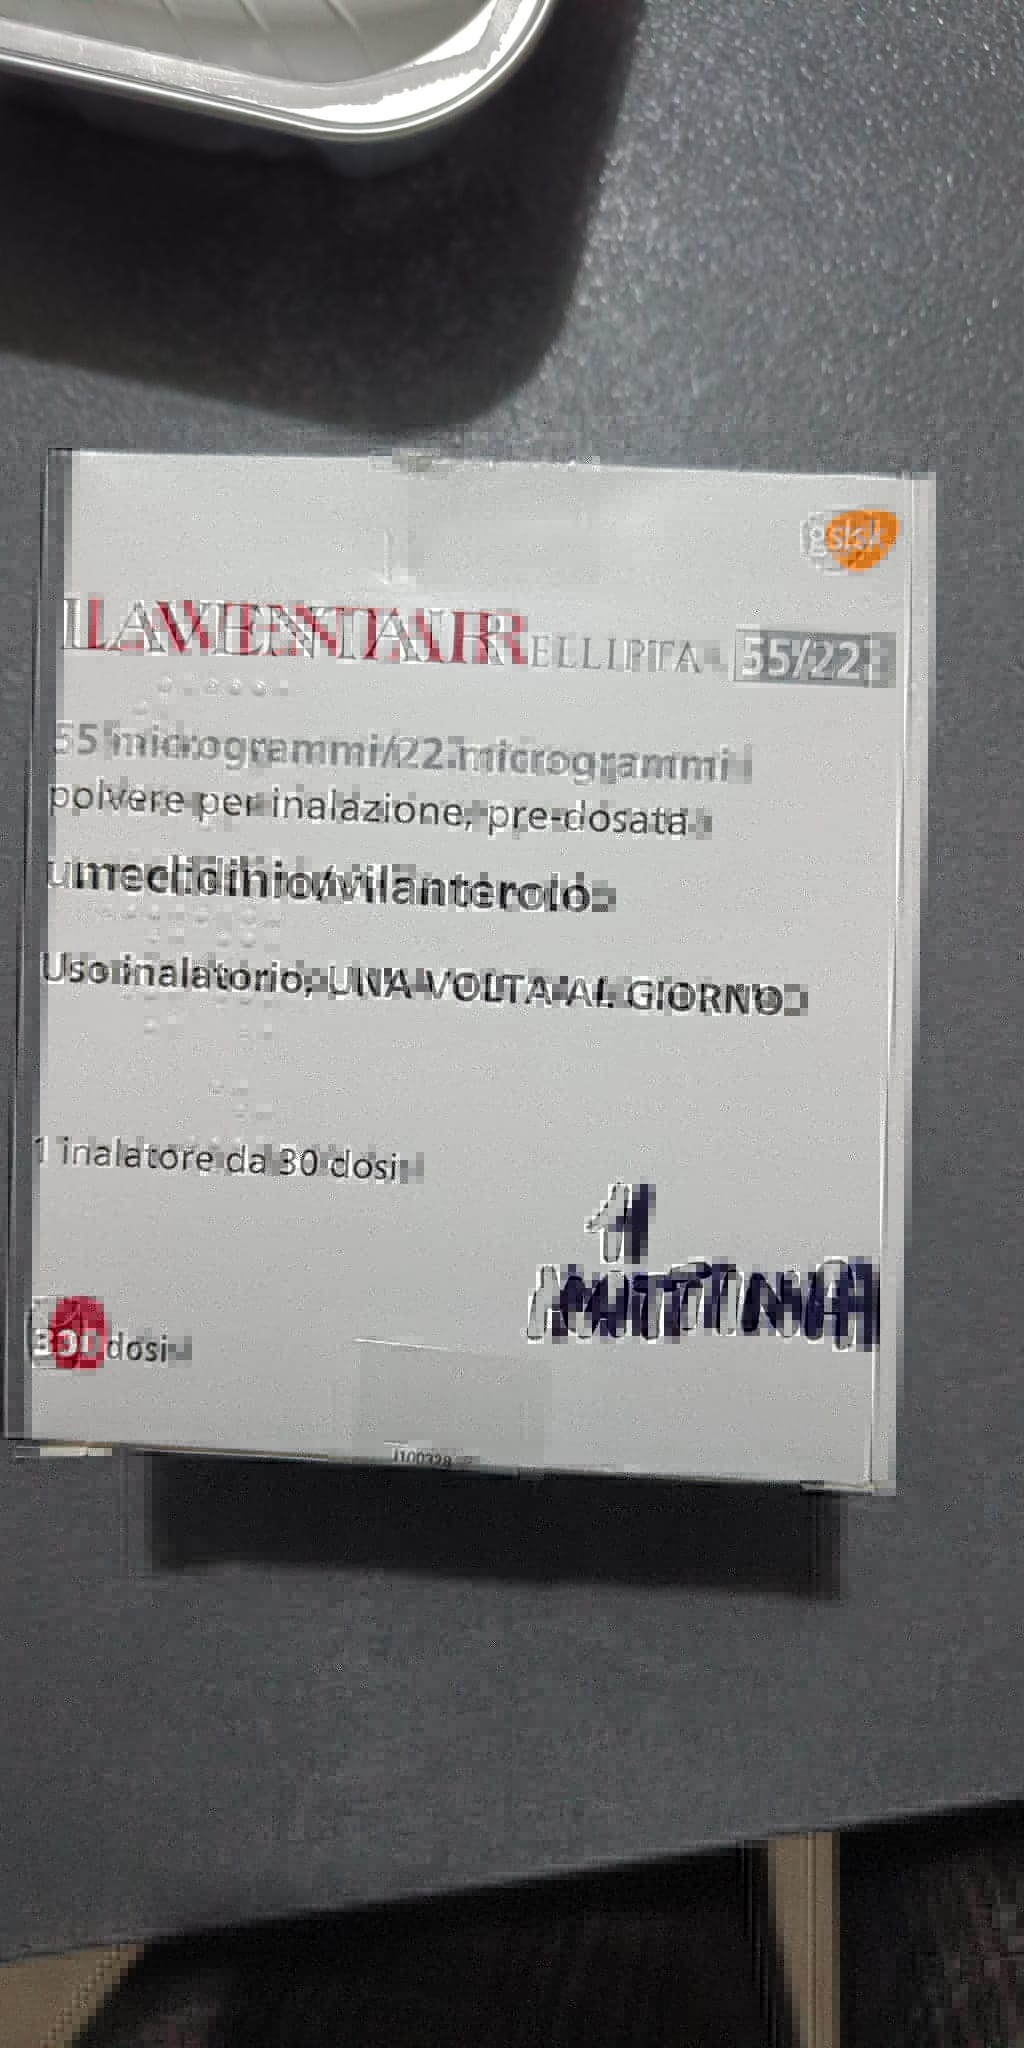 gsk
LAVENTAIR ELLIPTA 55/22
55 microgrammi/22 microgrammi
polvere per inalazione, pre-dosata
umeclidinio/vilanterolo
Uso inalatorio, UNA VOLTA AL GIORNO
1 inalatore da 30 dosi
1
MATTINA
30 dosi